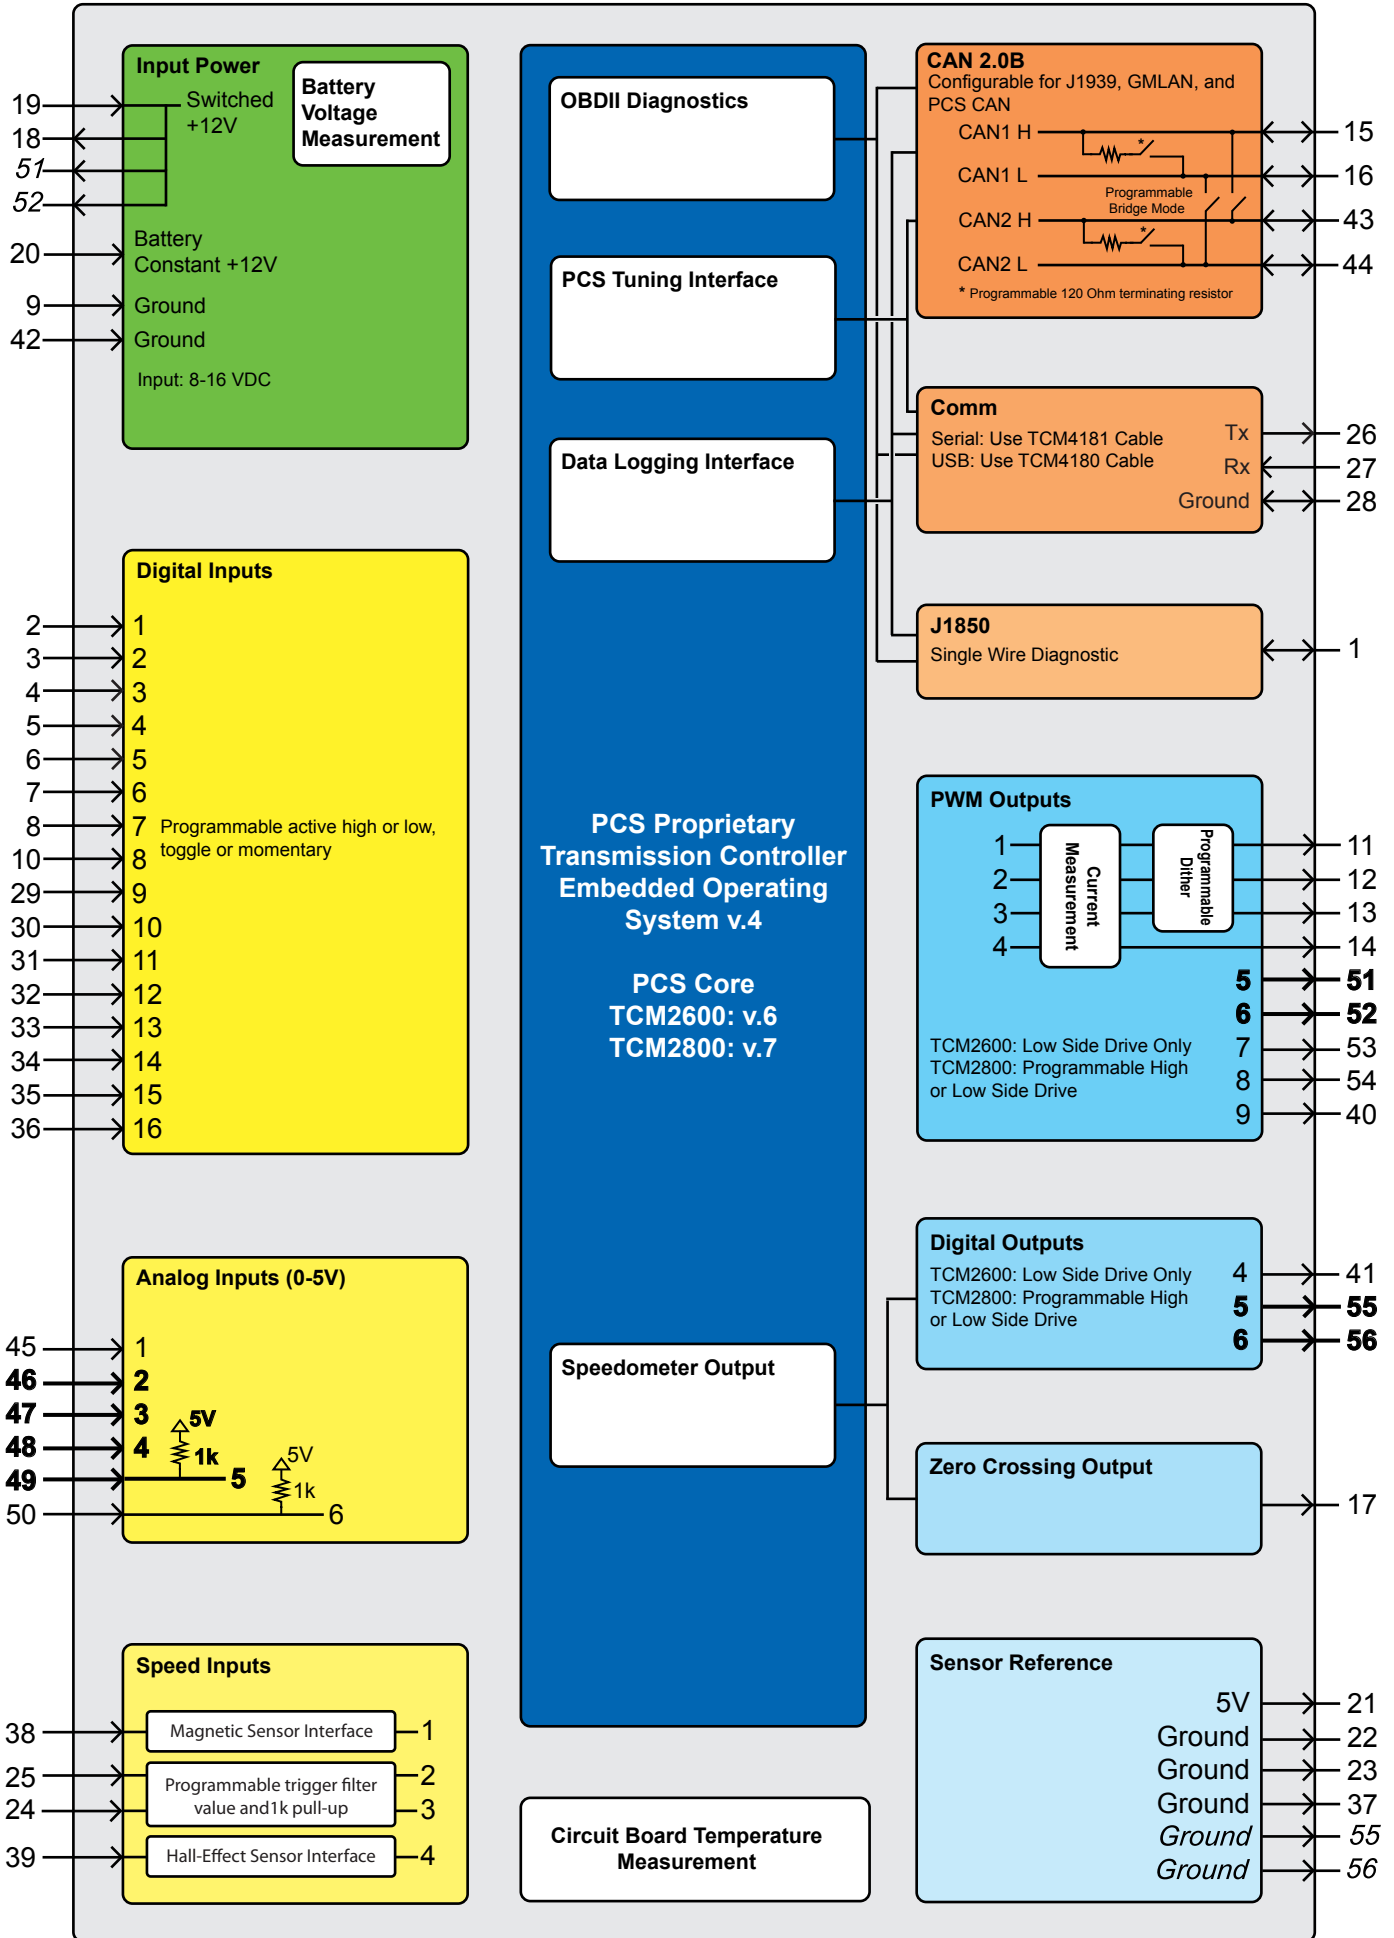 Input Power
Battery
Voltage
Measurement
19
Switched
+12V
18
51
52
20
Battery
Constant +12V
9
Ground
42
Ground
Input: 8-16 VDC
Digital Inputs
2
1
3
2
4
3
5
4
6
5
7
6
8
7
Programmable active high or low,
toggle or momentary
10
8
29
9
30
10
31
11
32
12
33
13
34
14
35
15
36
16
Analog Inputs (0-5V)
45
1
46
2
47
3
5V
48
4
1k
49
5
5V
1k
50
6
Speed Inputs
38
Magnetic Sensor Interface
1
25
Programmable trigger filter
value and1k pull-up
2
24
3
39
Hall-Effect Sensor Interface
4
OBDII Diagnostics
PCS Tuning Interface
Data Logging Interface
PCS Proprietary
Transmission Controller
Embedded Operating
System v.4
PCS Core
TCM2600: v.6
TCM2800: v.7
Speedometer Output
Circuit Board Temperature
Measurement
CAN 2.0B
Configurable for J1939, GMLAN, and
PCS CAN
CAN1 H
*
15
CAN1 L
16
Programmable
Bridge Mode
CAN2 H
*
43
CAN2 L
44
* Programmable 120 Ohm terminating resistor
Comm
Serial: Use TCM4181 Cable
USB: Use TCM4180 Cable
Tx
26
Rx
27
Ground
28
J1850
Single Wire Diagnostic
1
PWM Outputs
Current
Measurement
Programmable
Dither
1
11
2
12
3
13
4
14
5
51
6
52
TCM2600: Low Side Drive Only
TCM2800: Programmable High
or Low Side Drive
7
53
8
54
9
40
Digital Outputs
TCM2600: Low Side Drive Only
TCM2800: Programmable High
or Low Side Drive
4
41
5
55
6
56
Zero Crossing Output
17
Sensor Reference
5V
21
Ground
22
Ground
23
Ground
37
Ground
55
Ground
56